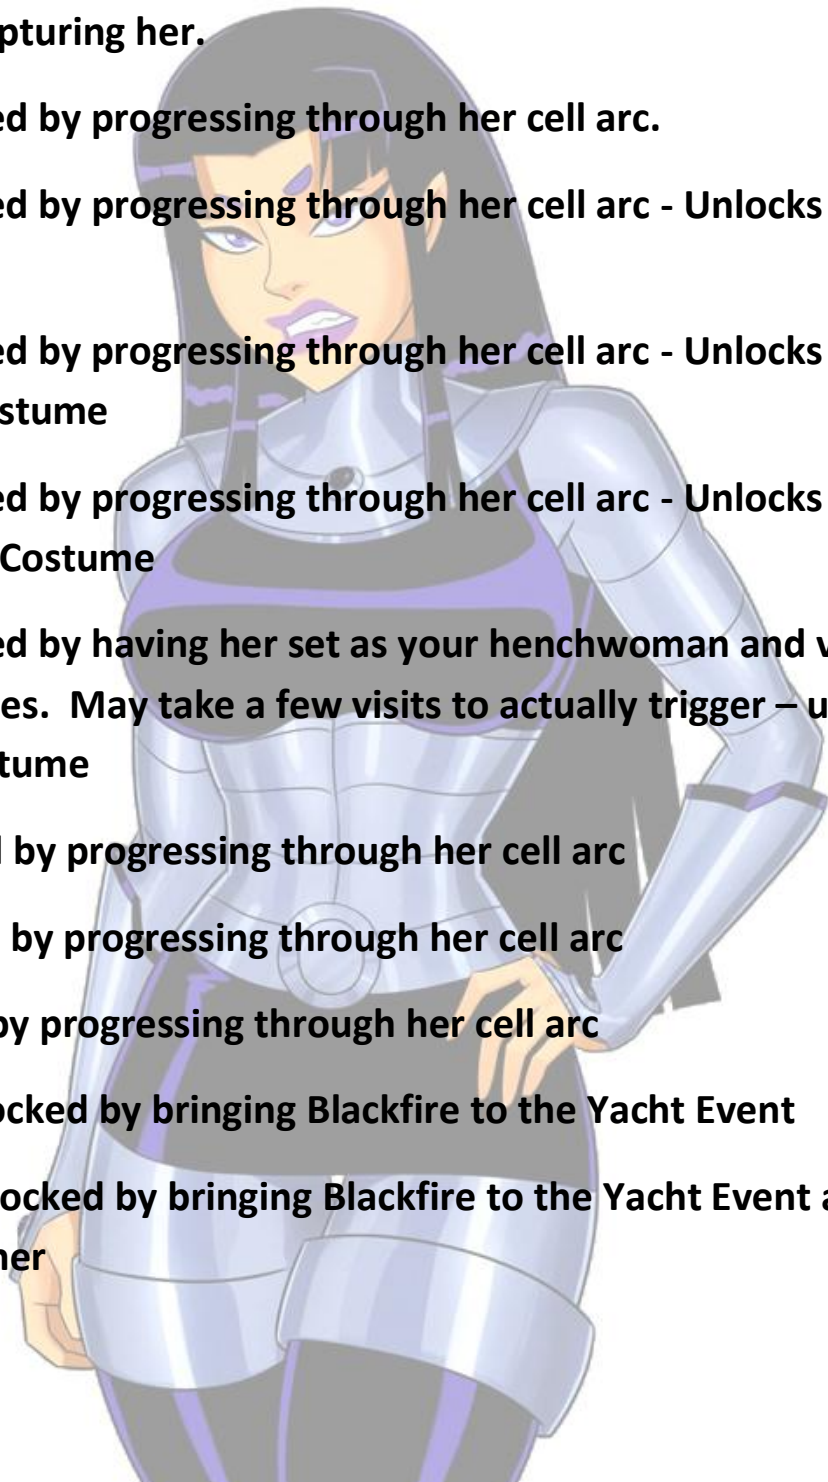 pturing her.
ed by progressing through her cell arc.
ed by progressing through her cell arc - Unlocks
ed by progressing through her cell arc - Unlocks
stume
ed by progressing through her cell arc - Unlocks
Costume
ed by having her set as your henchwoman and v
es.  May take a few visits to actually trigger – u
tume
l by progressing through her cell arc
by progressing through her cell arc
by progressing through her cell arc
ocked by bringing Blackfire to the Yacht Event
ocked by bringing Blackfire to the Yacht Event a
her